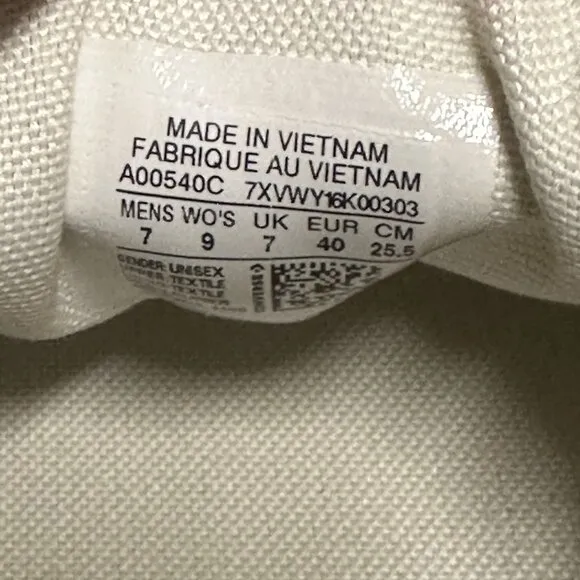 MADE IN VIETNAM
FABRIQUE AU VIETNAM
A00540C 7XVWY16K00303
MENS WO'S UK EUR CM
7 9 7 40 25.5
GENDER: UNISEX
UPPER: TEXTILE
TEXTILE